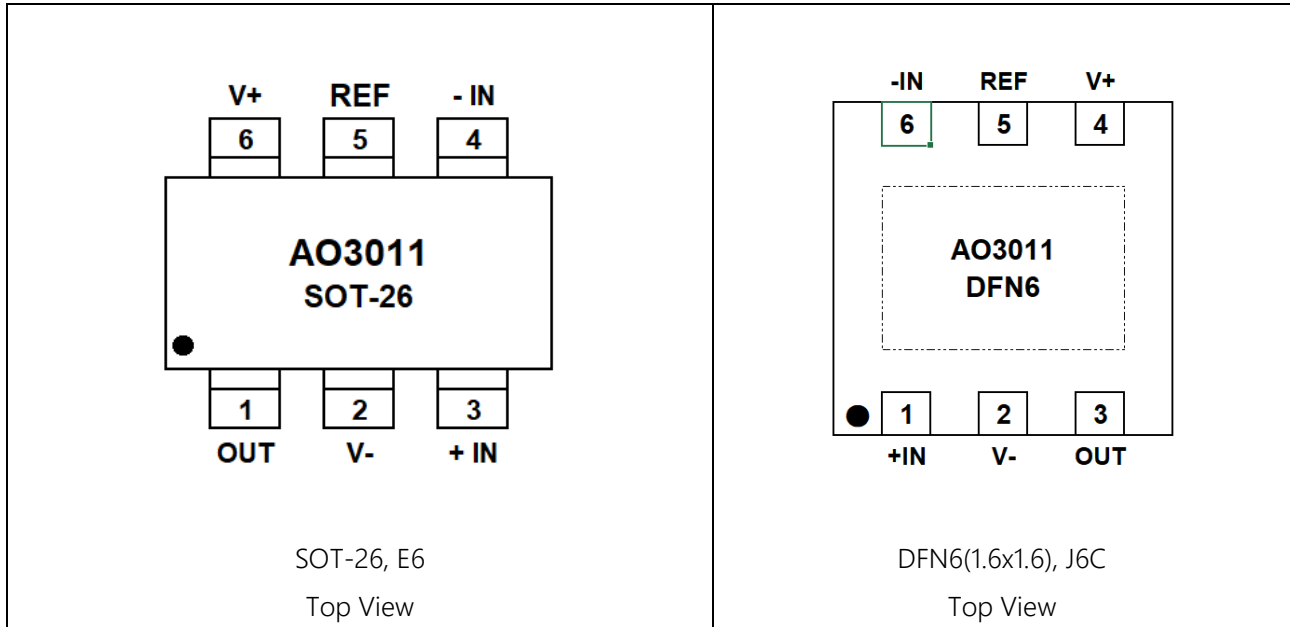 V+ REF - IN
6 5 4
AO3011
SOT-26
1 2 3
OUT V- + IN
SOT-26, E6
Top View
-IN REF V+
6 5 4
AO3011
DFN6
1 2 3
+IN V- OUT
DFN6(1.6x1.6), J6C
Top View